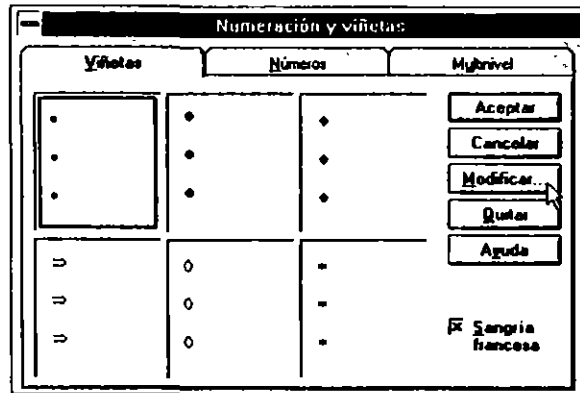 Numeración y viñetas
Viñetas
Números
Multinivel
Aceptar
Cancelar
Modificar...
Quitar
Ayuda
Sangría
francesa